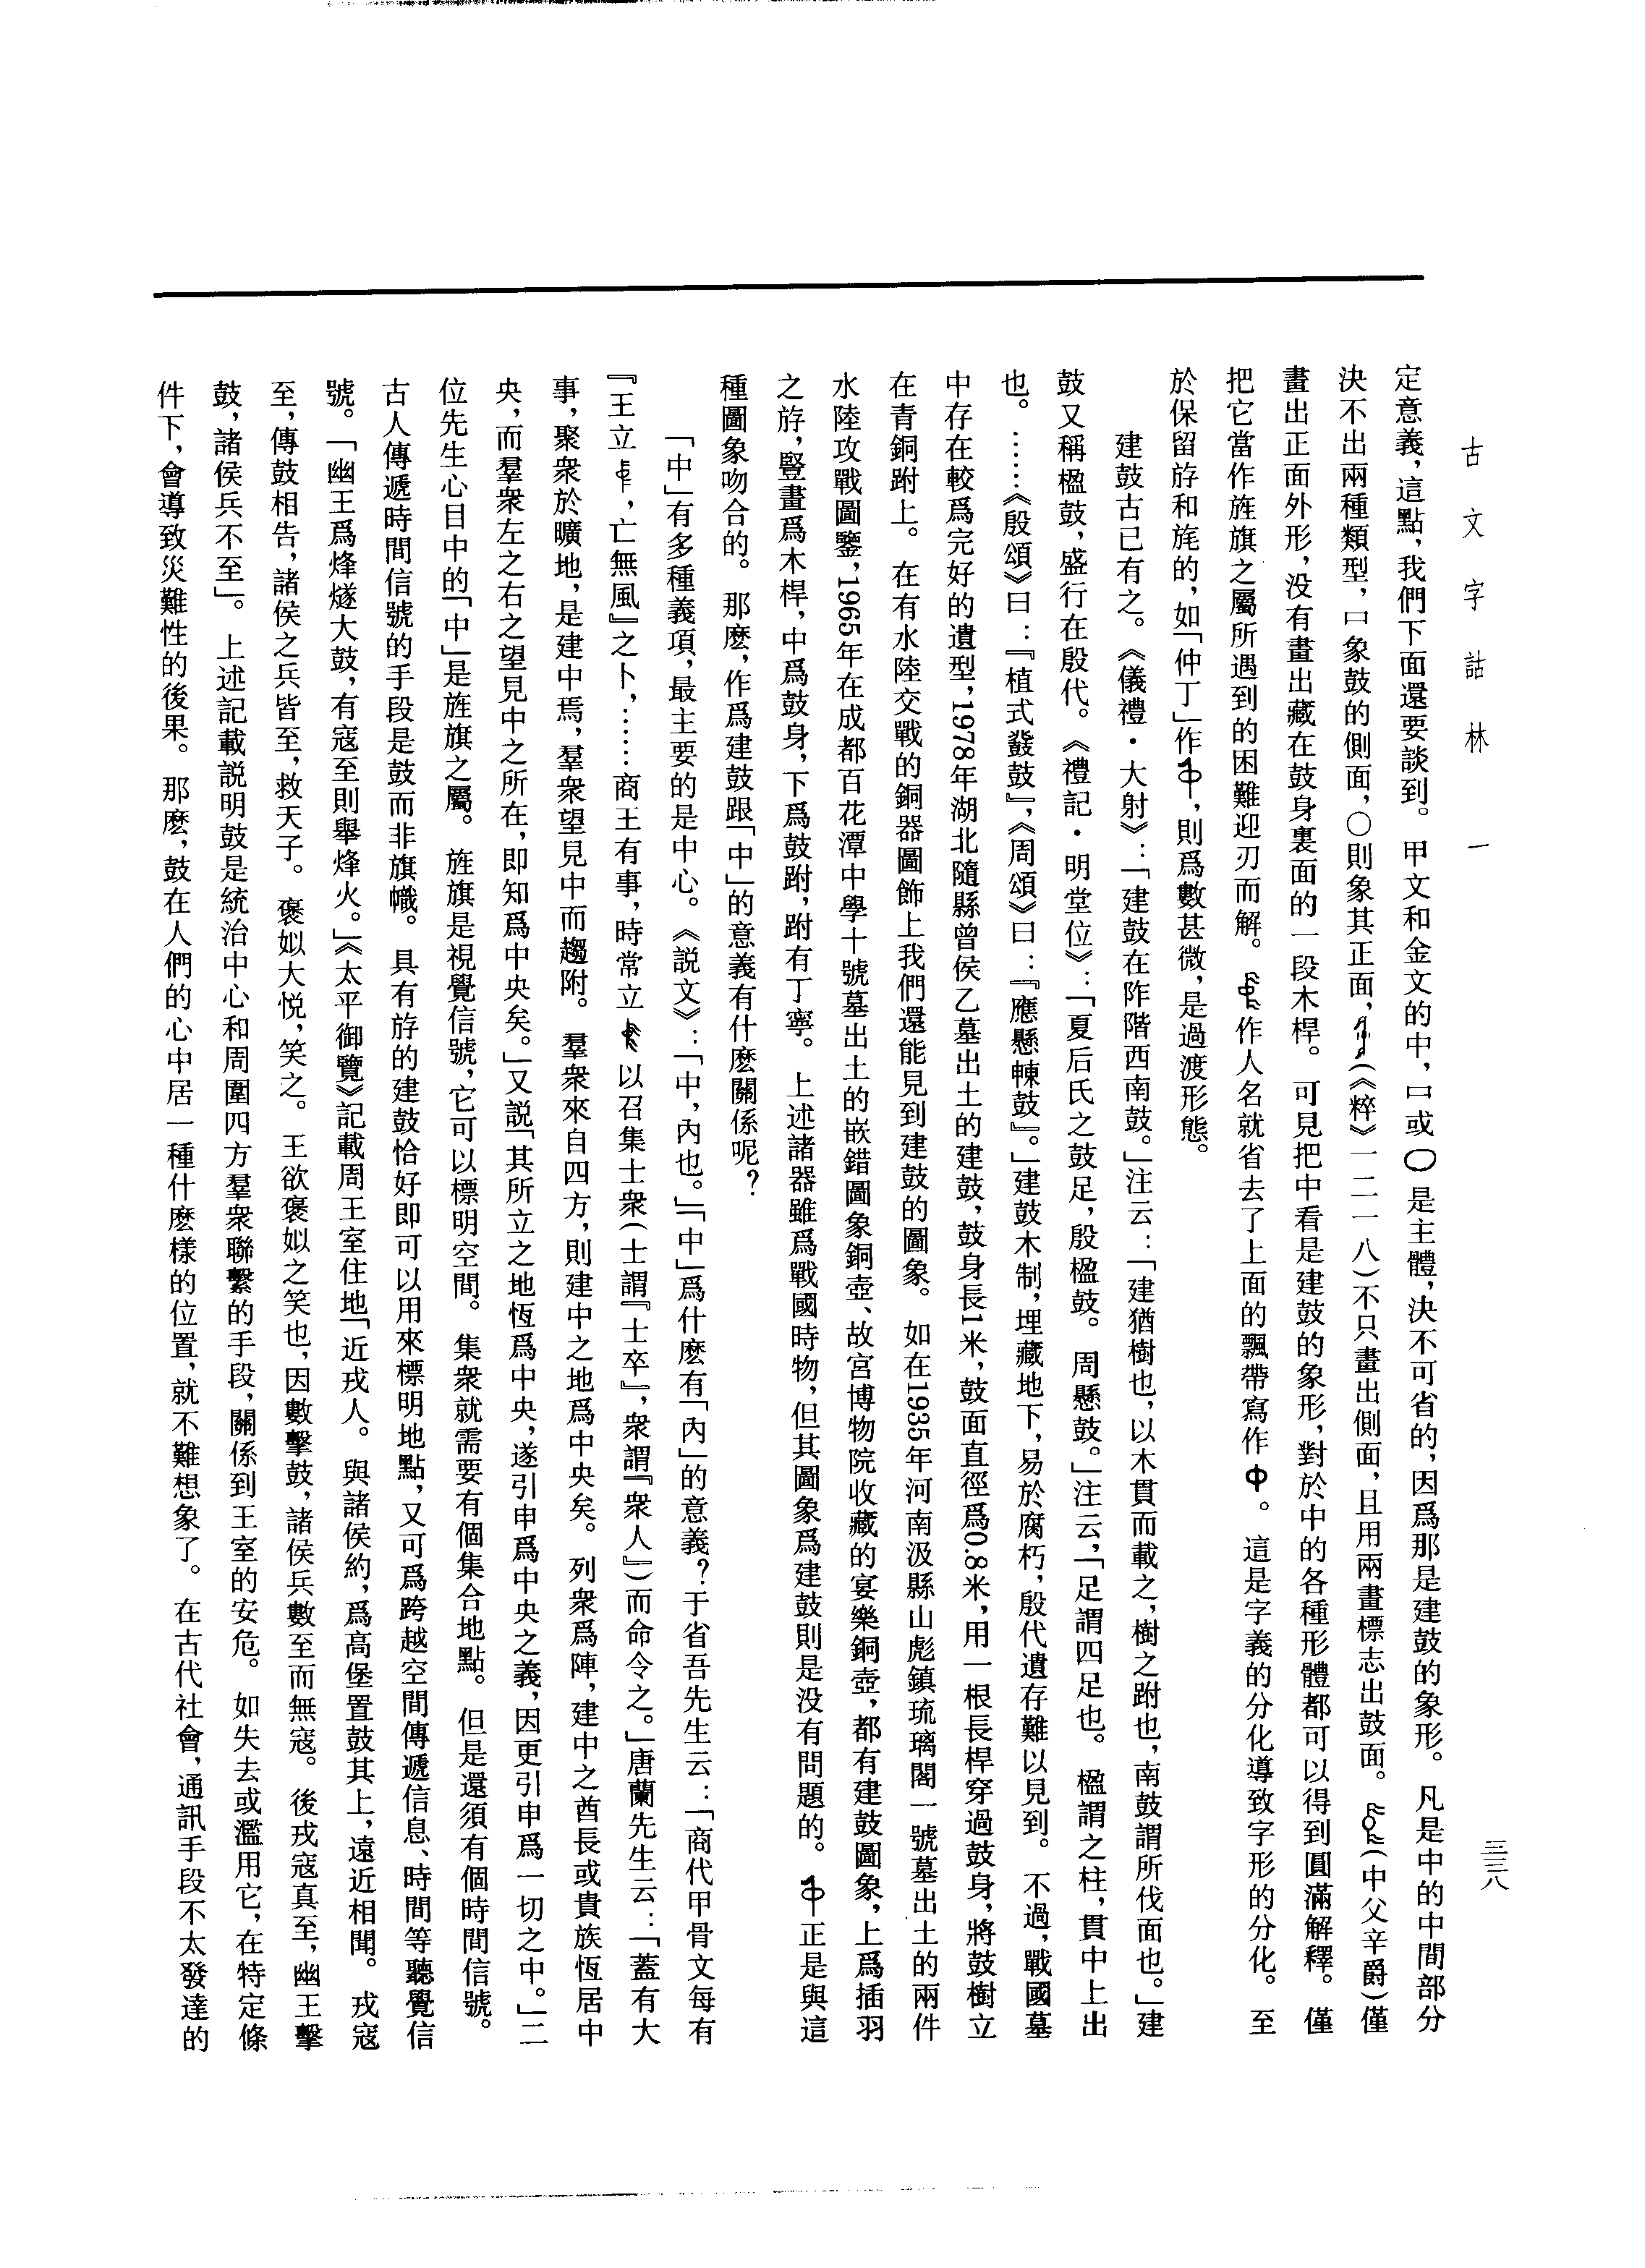 古文字詁林 一
三三八
定意義，這點，我們下面還要談到。甲文和金文的中，口或〇是主體，決不可省的，因爲那是建鼓的象形。凡是中的中間部分
決不出兩種類型，口象鼓的側面，〇則象其正面，（《粹》一二一八）不只畫出側面，且用兩畫標志出鼓面。（中父辛爵）僅
畫出正面外形，没有畫出藏在鼓身裏面的一段木桿。可見把中看是建鼓的象形，對於中的各種形體都可以得到圓滿解釋。僅
把它當作旌旗之屬所遇到的困難迎刃而解。作人名就省去了上面的飄帶寫作。這是字義的分化導致字形的分化。至
於保留斿和旄的，如「仲丁」作，則爲數甚微，是過渡形態。
建鼓古已有之。《儀禮·大射》：「建鼓在阼階西南鼓。」注云：「建猶樹也，以木貫而載之，樹之跗也，南鼓謂所伐面也。」建
鼓又稱楹鼓，盛行在殷代。《禮記·明堂位》：「夏后氏之鼓足，殷楹鼓。周懸鼓。」注云，「足謂四足也。楹謂之柱，貫中上出
也。……《殷頌》曰：『植式鼗鼓』，《周頌》曰：『應懸朄鼓』。」建鼓木制，埋藏地下，易於腐朽，殷代遺存難以見到。不過，戰國墓
中存在較爲完好的遺型，1978年湖北隨縣曾侯乙墓出土的建鼓，鼓身長1米，鼓面直徑爲0.8米，用一根長桿穿過鼓身，將鼓樹立
在青銅跗上。在有水陸交戰的銅器圖飾上我們還能見到建鼓的圖象。如在1935年河南汲縣山彪鎮琉璃閣一號墓出土的兩件
水陸攻戰圖鑒，1965年在成都百花潭中學十號墓出土的嵌錯圖象銅壺、故宮博物院收藏的宴樂銅壺，都有建鼓圖象，上爲插羽
之斿，豎畫爲木桿，中爲鼓身，下爲鼓跗，跗有丁寧。上述諸器雖爲戰國時物，但其圖象爲建鼓則是没有問題的。正是與這
種圖象吻合的。那麽，作爲建鼓跟「中」的意義有什麽關係呢？
「中」有多種義項，最主要的是中心。《説文》：「中，內也。」「中」爲什麽有「內」的意義？于省吾先生云：「商代甲骨文每有
『王立，亡無風』之卜，……商王有事，時常立以召集士衆（士謂『士卒』，衆謂『衆人』）而命令之。」唐蘭先生云：「蓋有大
事，聚衆於曠地，是建中焉，羣衆望見中而趨附。羣衆來自四方，則建中之地爲中央矣。列衆爲陣，建中之酋長或貴族恆居中
央，而羣衆左之右之望見中之所在，即知爲中央矣。」又説「其所立之地恆爲中央，遂引申爲中央之義，因更引申爲一切之中。」二
位先生心目中的「中」是旌旗之屬。旌旗是視覺信號，它可以標明空間。集衆就需要有個集合地點。但是還須有個時間信號。
古人傳遞時間信號的手段是鼓而非旗幟。具有斿的建鼓恰好即可以用來標明地點，又可爲跨越空間傳遞信息、時間等聽覺信
號。「幽王爲烽燧大鼓，有寇至則舉烽火。」《太平御覽》記載周王室住地「近戎人。與諸侯約，爲高堡置鼓其上，遠近相聞。戎寇
至，傳鼓相告，諸侯之兵皆至，救天子。褒姒大悦，笑之。王欲褒姒之笑也，因數擊鼓，諸侯兵數至而無寇。後戎寇真至，幽王擊
鼓，諸侯兵不至」。上述記載説明鼓是統治中心和周圍四方羣衆聯繫的手段，關係到王室的安危。如失去或濫用它，在特定條
件下，會導致災難性的後果。那麽，鼓在人們的心中居一種什麽樣的位置，就不難想象了。在古代社會，通訊手段不太發達的